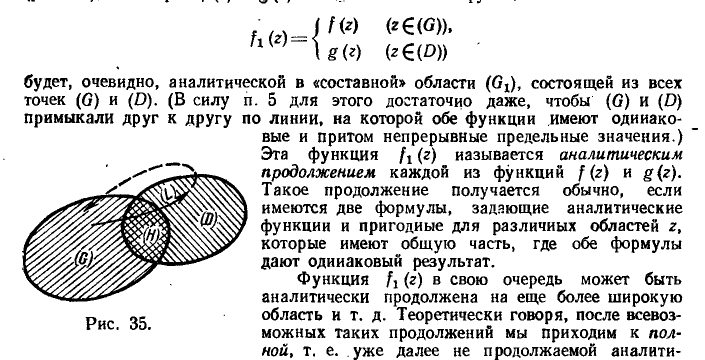 f₁(z) = { f(z) (z∈(G)),
g(z) (z∈(D))
будет, очевидно, аналитической в «составной» области (G₁), состоящей из всех
точек (G) и (D). (В силу п. 5 для этого достаточно даже, чтобы (G) и (D)
примыкали друг к другу по линии, на которой обе функции имеют одинако-
вые и притом непрерывные предельные значения.)
Эта функция f₁(z) называется аналитическим
продолжением каждой из функций f(z) и g(z).
Такое продолжение получается обычно, если
имеются две формулы, задающие аналитические
функции и пригодные для различных областей z,
которые имеют общую часть, где обе формулы
дают одинаковый результат.
Функция f₁(z) в свою очередь может быть
аналитически продолжена на еще более широкую
область и т. д. Теоретически говоря, после всевоз-
можных таких продолжений мы приходим к пол-
ной, т. е. уже далее не продолжаемой аналити-
(L)
(D)
(H)
(G)
Рис. 35.